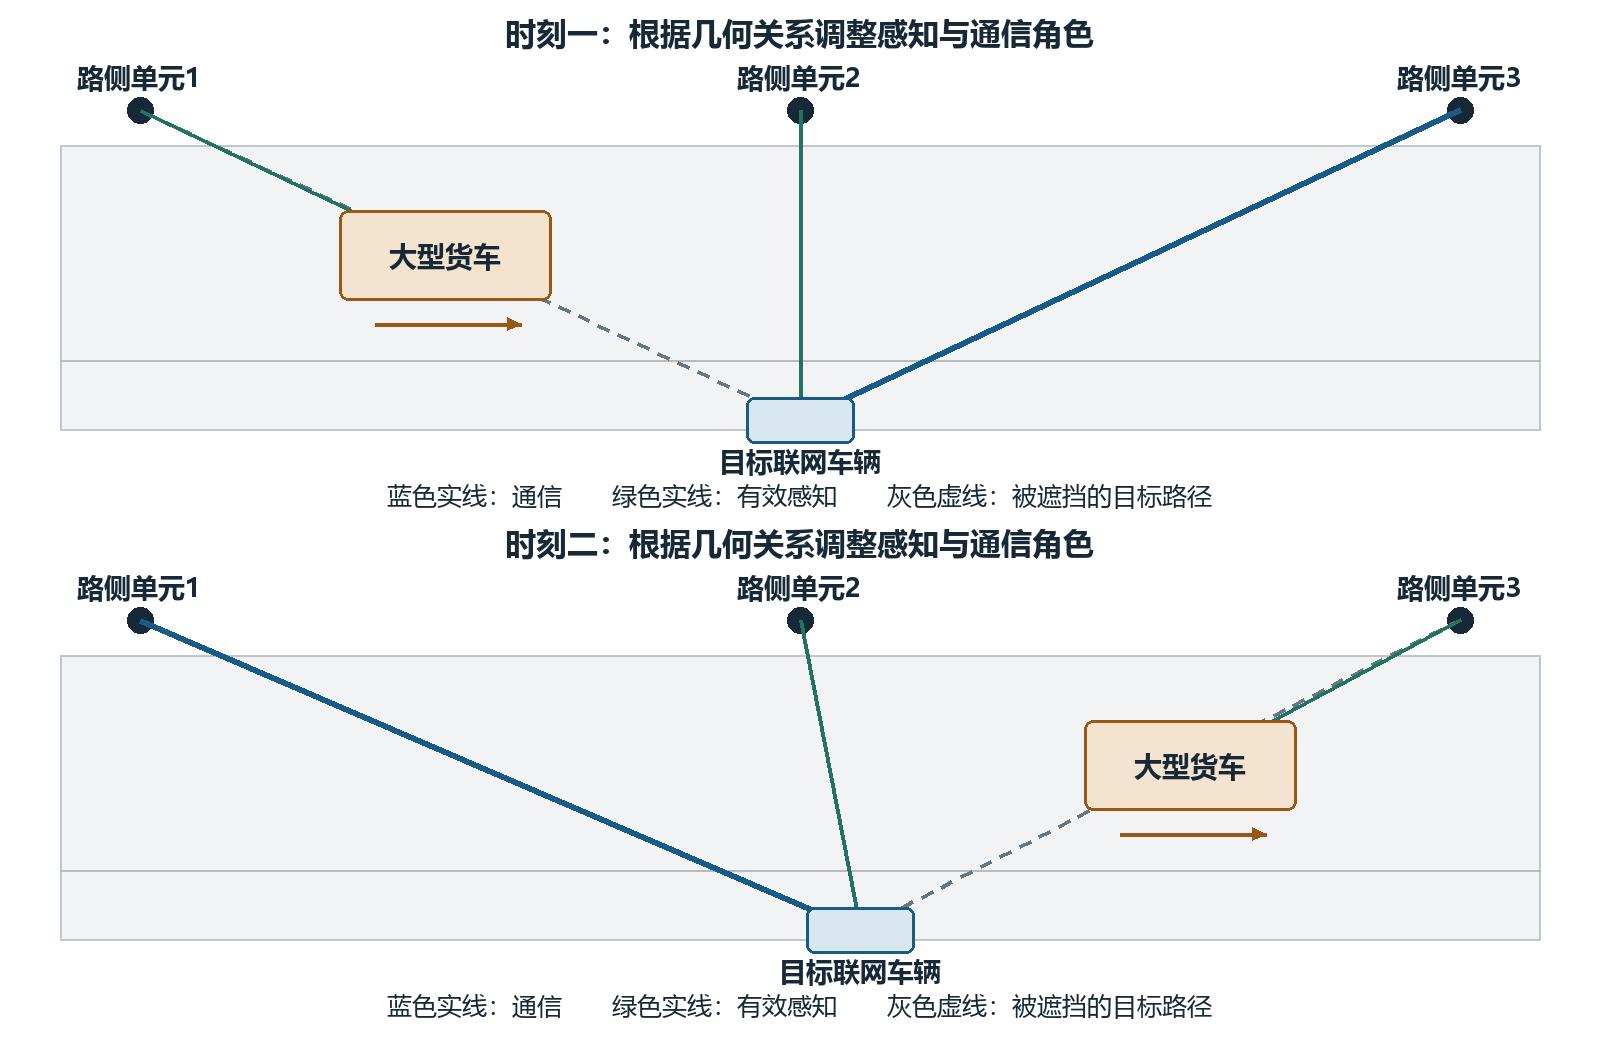 时刻一：根据几何关系调整感知与通信角色
路侧单元1 路侧单元2 路侧单元3
大型货车
目标联网车辆
蓝色实线：通信 绿色实线：有效感知 灰色虚线：被遮挡的目标路径
时刻二：根据几何关系调整感知与通信角色
路侧单元1 路侧单元2 路侧单元3
大型货车
目标联网车辆
蓝色实线：通信 绿色实线：有效感知 灰色虚线：被遮挡的目标路径